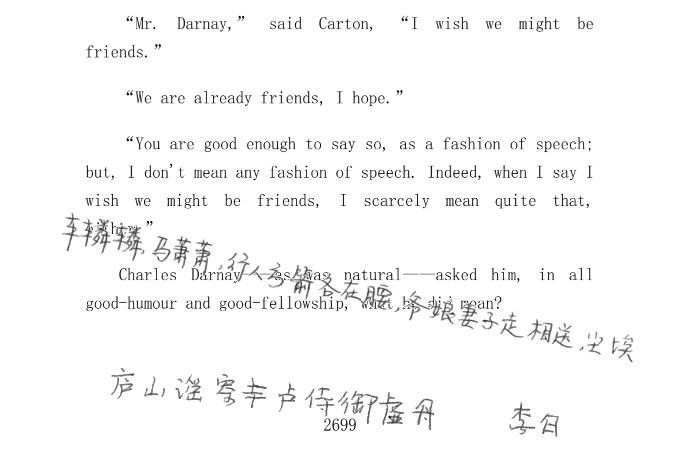 “Mr. Darnay,” said Carton, “I wish we might be
friends.”
“We are already friends, I hope.”
“You are good enough to say so, as a fashion of speech;
but, I don't mean any fashion of speech. Indeed, when I say I
wish we might be friends, I scarcely mean quite that,
”
车辚辚,马萧萧,行人弓箭各在腰,爷娘妻子走相送,尘埃
Charles Darnay——as was natural——asked him, in all
good-humour and good-fellowship, what he did mean?
庐山谣寄 卢侍御虚舟 李白
2699